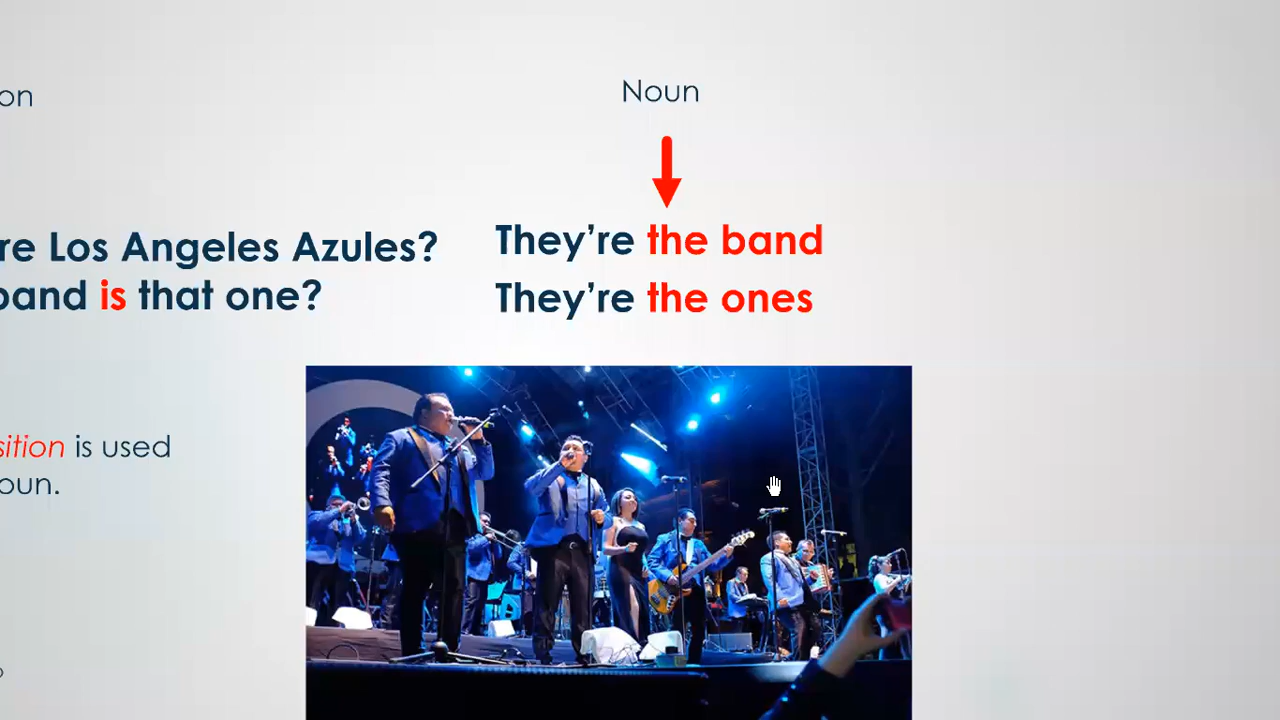 on
Noun
re Los Angeles Azules?
band is that one?
They're the band
They're the ones
sition is used
oun.